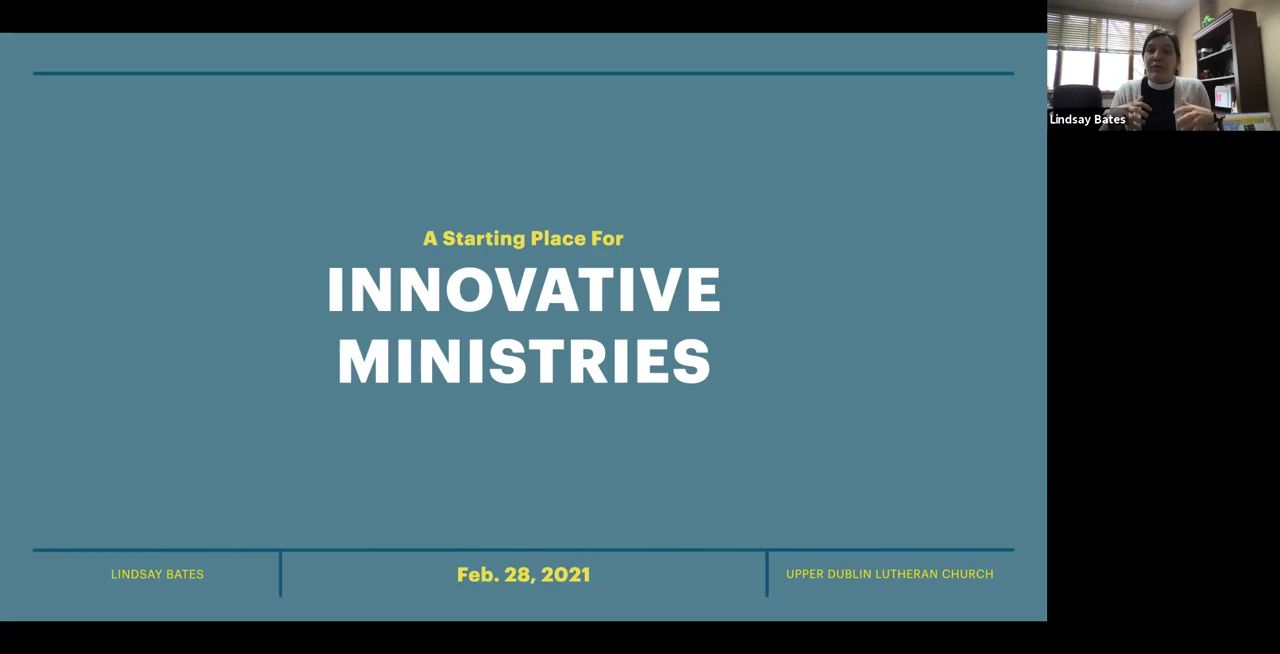 A Starting Place For
INNOVATIVE
MINISTRIES
LINDSAY BATES
Feb. 28, 2021
UPPER DUBLIN LUTHERAN CHURCH
Lindsay Bates